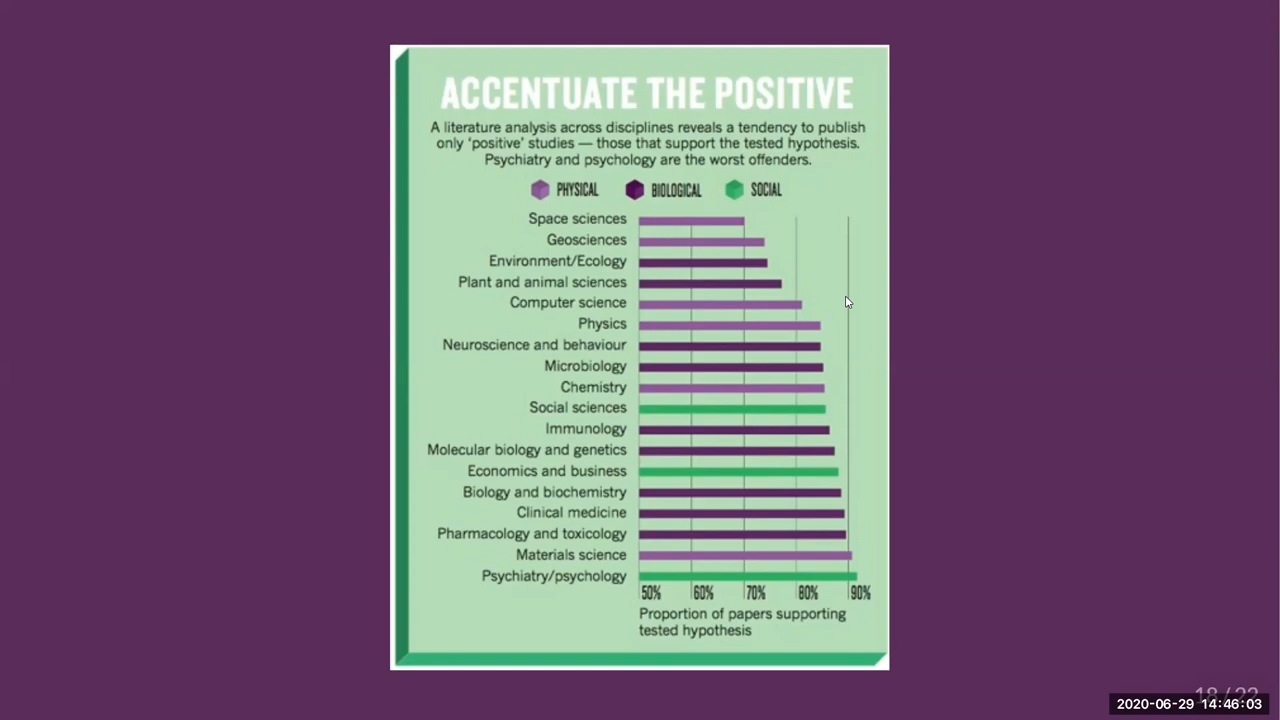 ACCENTUATE THE POSITIVE
A literature analysis across disciplines reveals a tendency to publish
only ‘positive’ studies — those that support the tested hypothesis.
Psychiatry and psychology are the worst offenders.
PHYSICAL BIOLOGICAL SOCIAL
Space sciences
Geosciences
Environment/Ecology
Plant and animal sciences
Computer science
Physics
Neuroscience and behaviour
Microbiology
Chemistry
Social sciences
Immunology
Molecular biology and genetics
Economics and business
Biology and biochemistry
Clinical medicine
Pharmacology and toxicology
Materials science
Psychiatry/psychology
50% 60% 70% 80% 90%
Proportion of papers supporting
tested hypothesis
18 / 22
2020-06-29 14:46:03